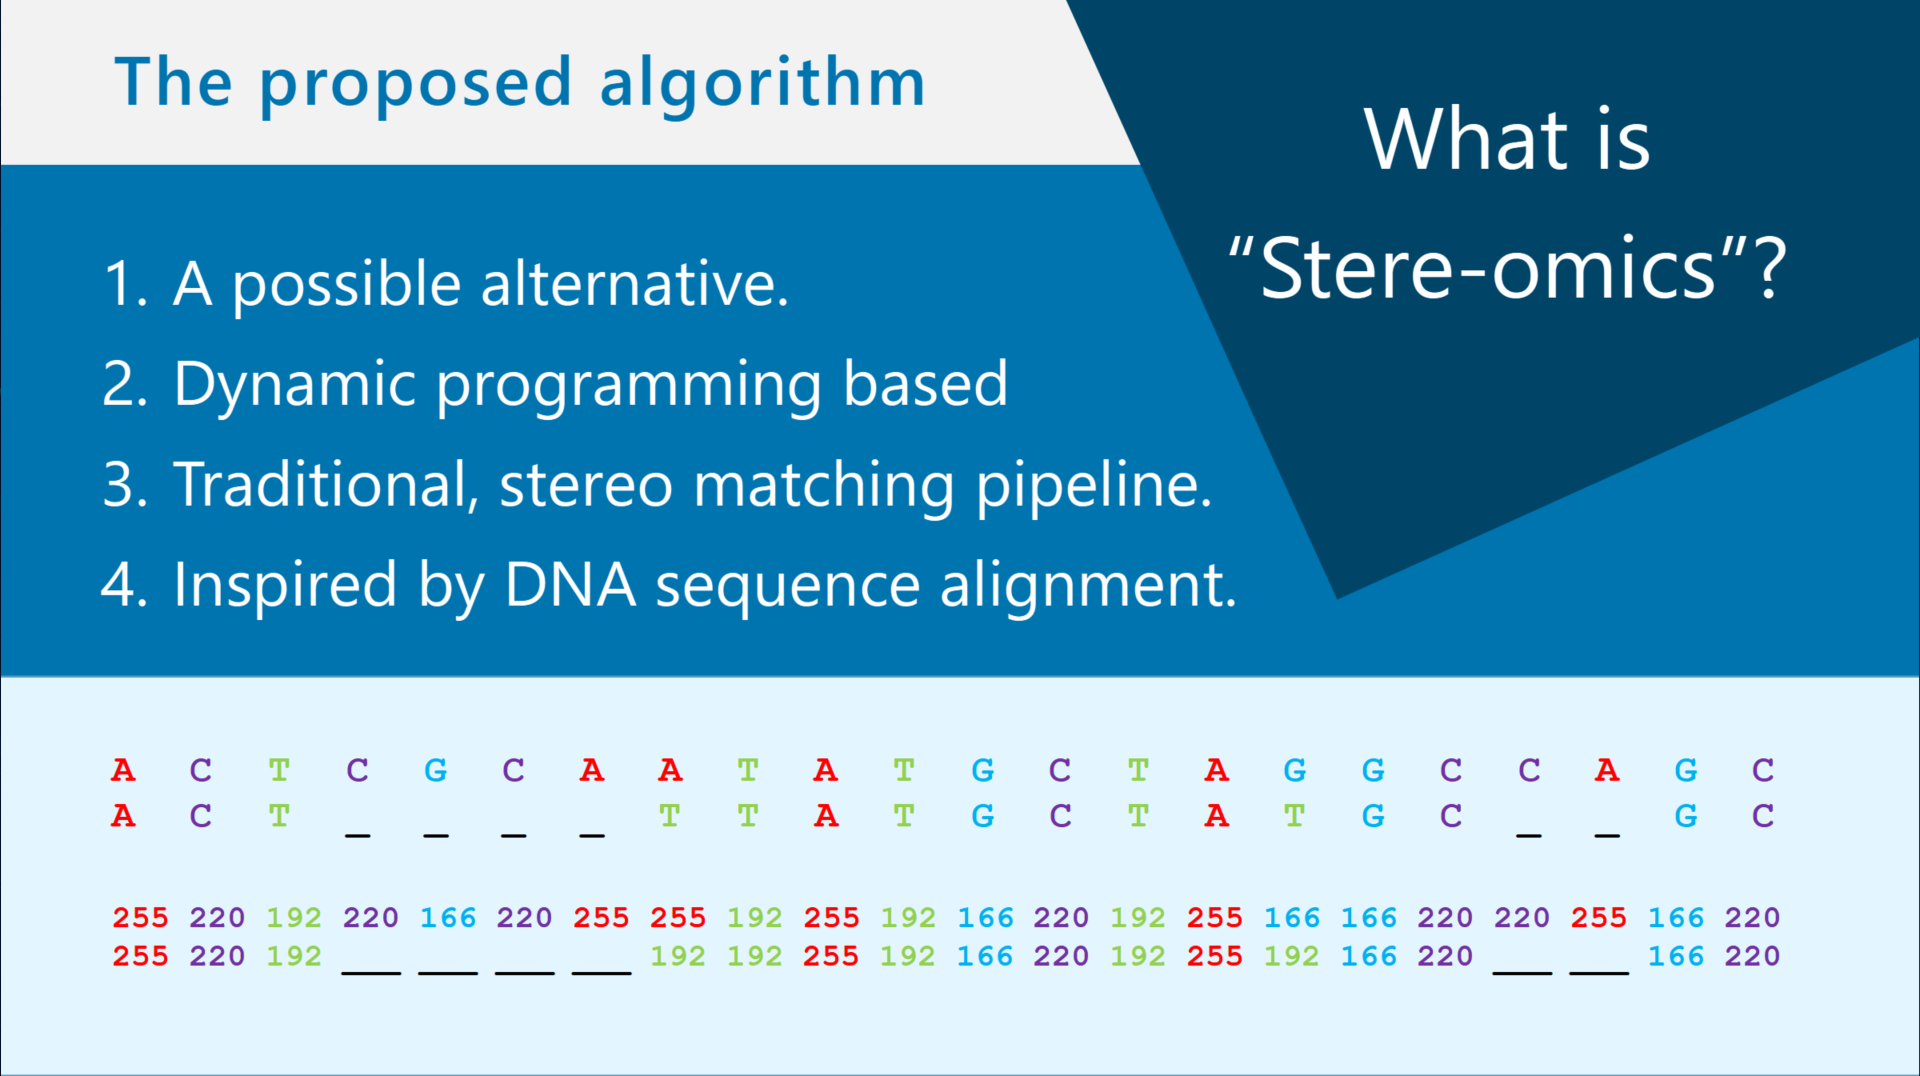 The proposed algorithm
What is
“Stere-omics”?
1. A possible alternative.
2. Dynamic programming based
3. Traditional, stereo matching pipeline.
4. Inspired by DNA sequence alignment.
A C T C G C A A T A T G C T A G G C C A G C
A C T _ _ _ _ T T A T G C T A T G C _ _ G C
255 220 192 220 166 220 255 255 192 255 192 166 220 192 255 166 166 220 220 255 166 220
255 220 192 ___ ___ ___ ___ 192 192 255 192 166 220 192 255 192 166 220 ___ ___ 166 220